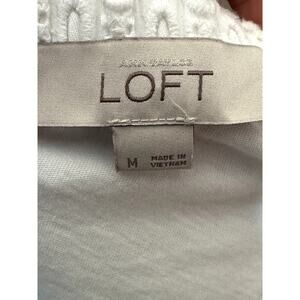 ANN TAYLOR
LOFT
M
MADE IN
VIETNAM